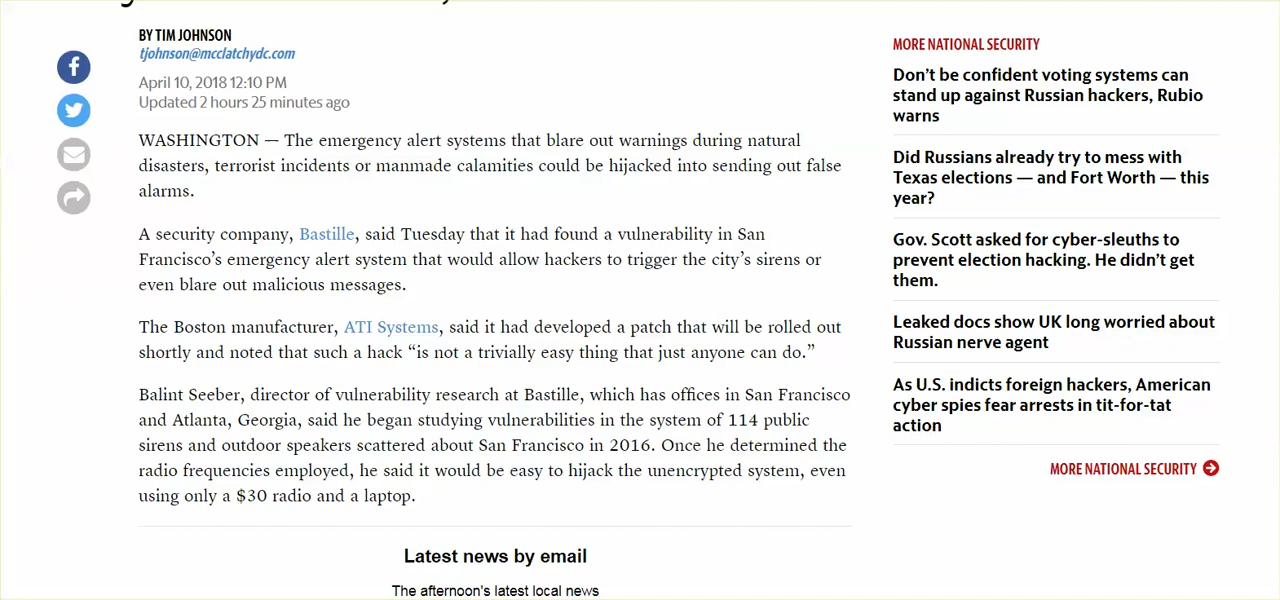 BY TIM JOHNSON
tjohnson@mcclatchydc.com
April 10, 2018 12:10 PM
Updated 2 hours 25 minutes ago
WASHINGTON — The emergency alert systems that blare out warnings during natural
disasters, terrorist incidents or manmade calamities could be hijacked into sending out false
alarms.
A security company, Bastille, said Tuesday that it had found a vulnerability in San
Francisco’s emergency alert system that would allow hackers to trigger the city’s sirens or
even blare out malicious messages.
The Boston manufacturer, ATI Systems, said it had developed a patch that will be rolled out
shortly and noted that such a hack “is not a trivially easy thing that just anyone can do.”
Balint Seeber, director of vulnerability research at Bastille, which has offices in San Francisco
and Atlanta, Georgia, said he began studying vulnerabilities in the system of 114 public
sirens and outdoor speakers scattered about San Francisco in 2016. Once he determined the
radio frequencies employed, he said it would be easy to hijack the unencrypted system, even
using only a $30 radio and a laptop.
Latest news by email
The afternoon's latest local news
MORE NATIONAL SECURITY
Don’t be confident voting systems can
stand up against Russian hackers, Rubio
warns
Did Russians already try to mess with
Texas elections — and Fort Worth — this
year?
Gov. Scott asked for cyber-sleuths to
prevent election hacking. He didn’t get
them.
Leaked docs show UK long worried about
Russian nerve agent
As U.S. indicts foreign hackers, American
cyber spies fear arrests in tit-for-tat
action
MORE NATIONAL SECURITY